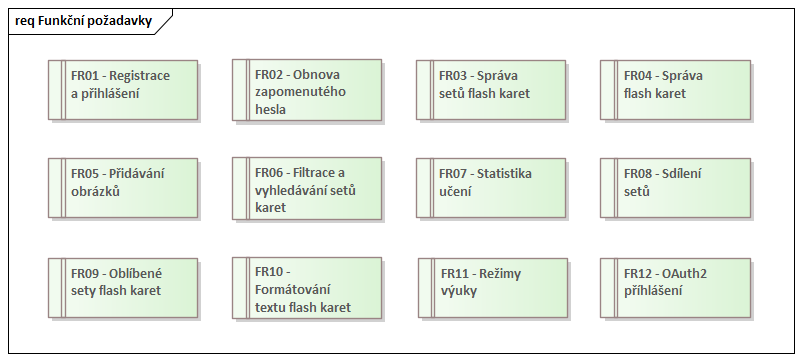 req Funkční požadavky
FR01 - Registrace
a přihlášení
FR02 - Obnova
zapomenutého
hesla
FR03 - Správa
setů flash karet
FR04 - Správa
flash karet
FR05 - Přidávání
obrázků
FR06 - Filtrace a
vyhledávání setů
karet
FR07 - Statistika
učení
FR08 - Sdílení
setů
FR09 - Oblíbené
sety flash karet
FR10 -
Formátování
textu flash karet
FR11 - Režimy
výuky
FR12 - OAuth2
příhlášení